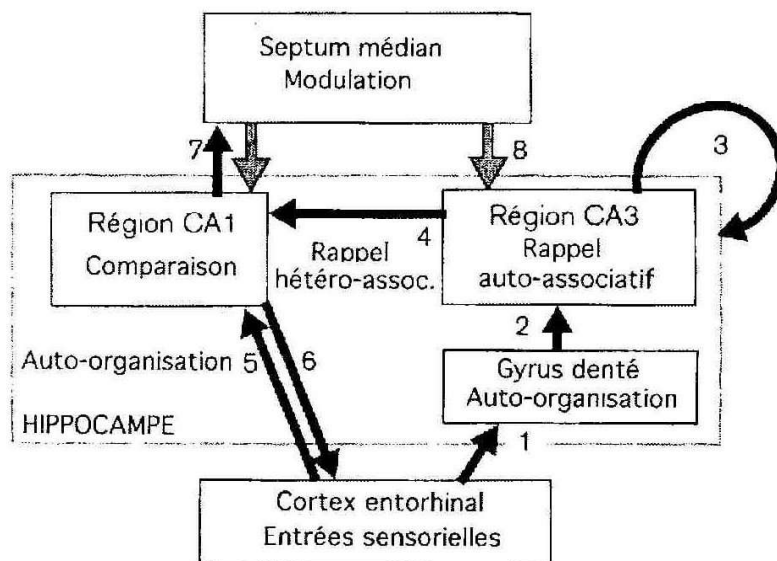 Septum médian
Modulation
7
8
3
Région CA1
Comparaison
4
Rappel
hétéro-assoc.
Région CA3
Rappel
auto-associatif
2
Auto-organisation 5
6
Gyrus denté
Auto-organisation
HIPPOCAMPE
1
Cortex entorhinal
Entrées sensorielles